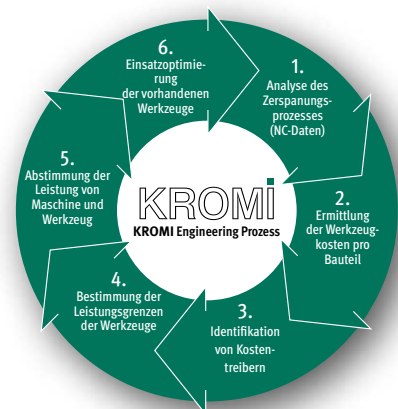 1.
Analyse des
Zerspanungs-
prozesses
(NC-Daten)
2.
Ermittlung
der Werkzeug-
kosten pro
Bauteil
3.
Identifikation
von Kosten-
treibern
4.
Bestimmung der
Leistungsgrenzen
der Werkzeuge
5.
Abstimmung der
Leistung von
Maschine und
Werkzeug
6.
Einsatzoptimie-
rung
der vorhandenen
Werkzeuge
KROMi
KROMI Engineering Prozess